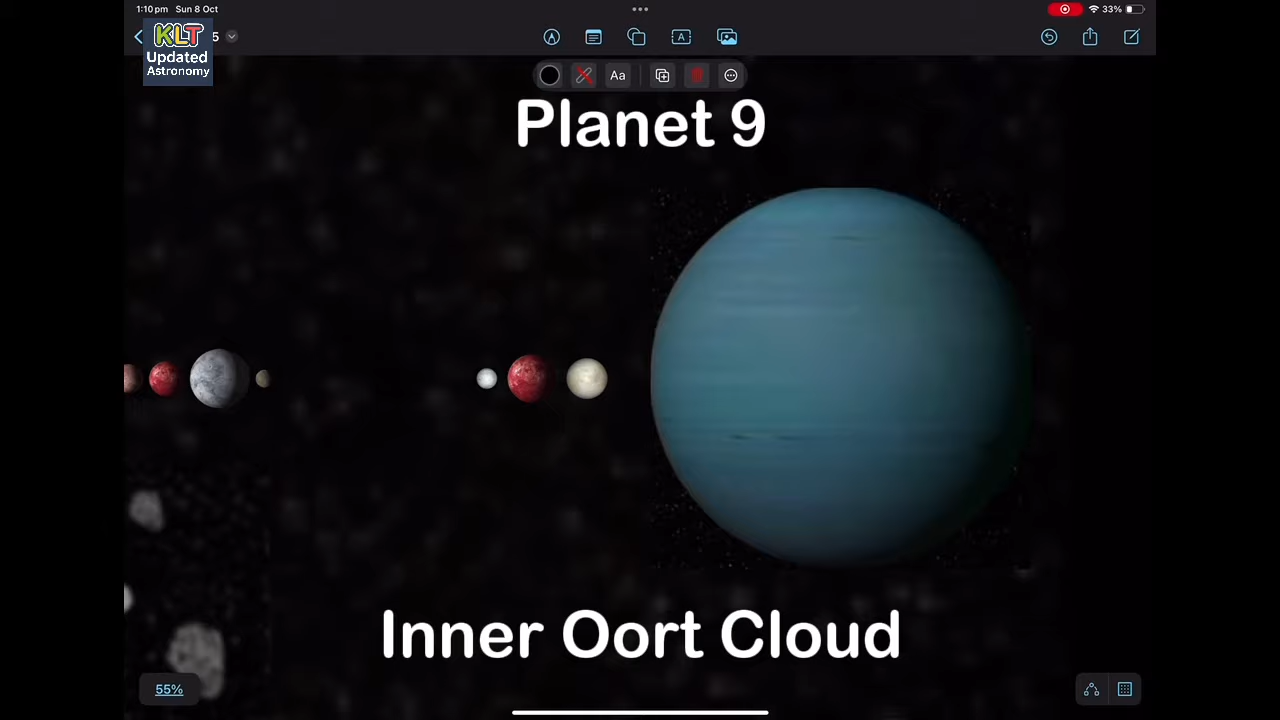 1:10 pm Sun 8 Oct
33%
KLT
Updated
Astronomy
5
A
Aa
Planet 9
Inner Oort Cloud
55%